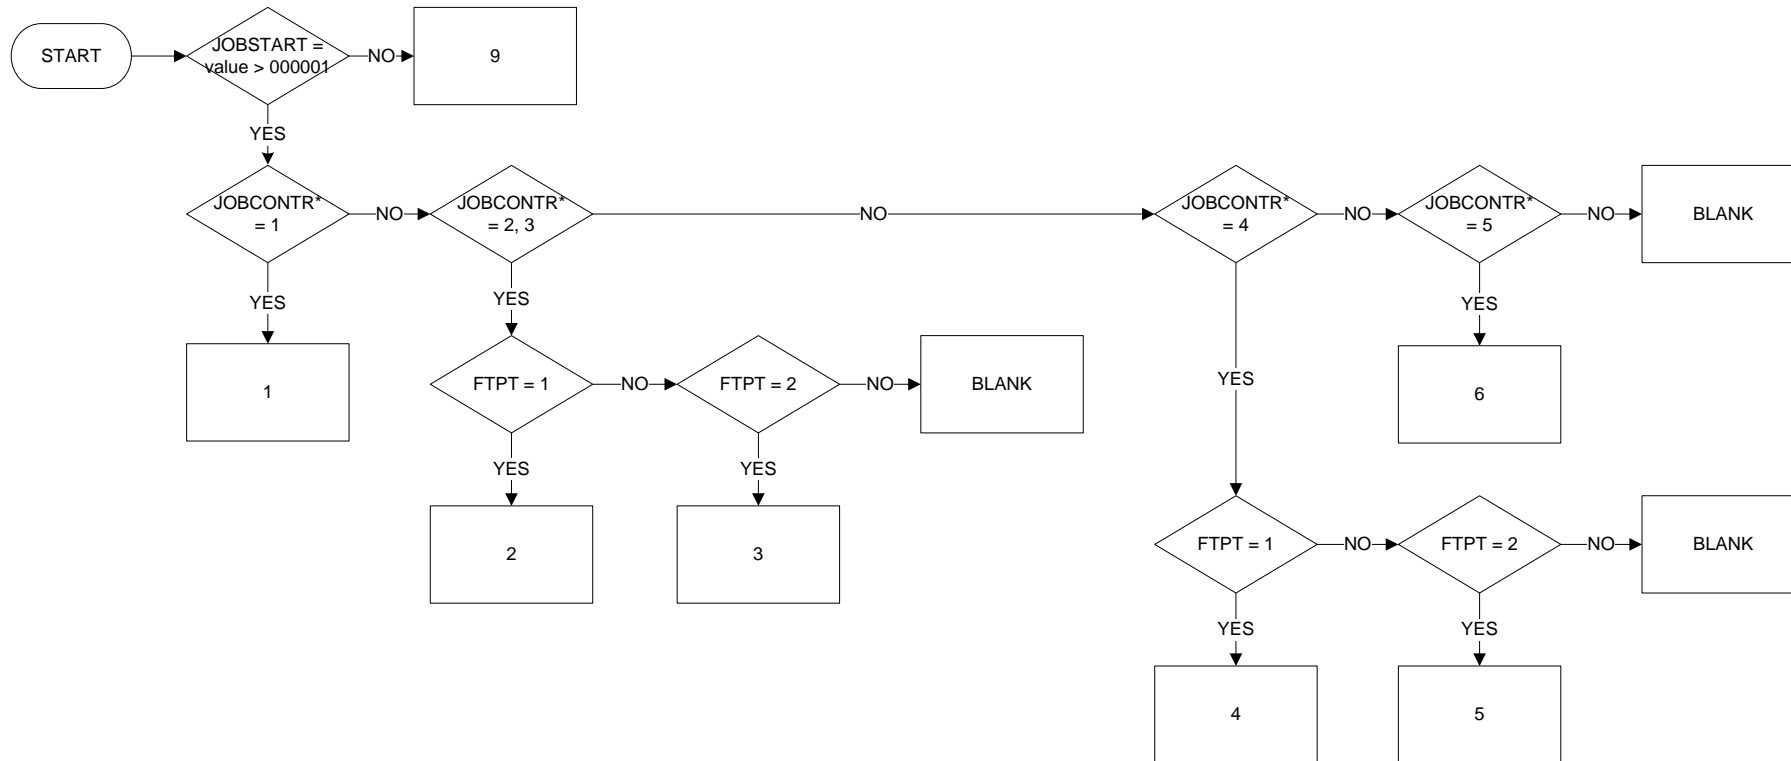 START
JOBSTART =
value > 000001
NO
9
YES
JOBCONTR*
= 1
NO
JOBCONTR*
= 2, 3
NO
JOBCONTR*
= 4
NO
JOBCONTR*
= 5
NO
BLANK
YES
YES
YES
YES
1
FTPT = 1
NO
FTPT = 2
NO
BLANK
6
YES
YES
2
3
FTPT = 1
NO
FTPT = 2
NO
BLANK
YES
YES
4
5